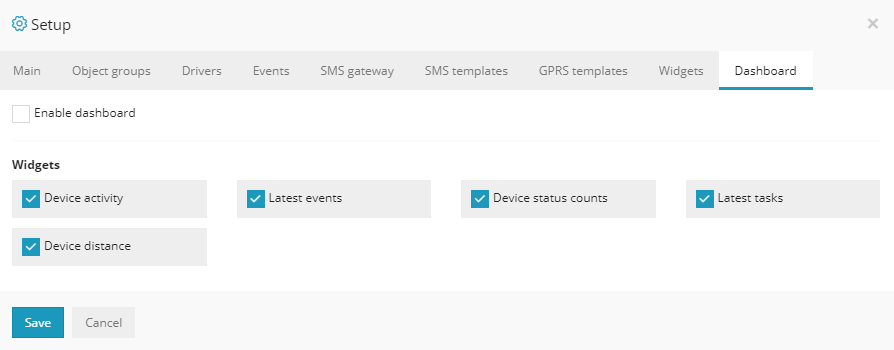 Setup
Main Object groups Drivers Events SMS gateway SMS templates GPRS templates Widgets Dashboard
Enable dashboard
Widgets
Device activity Latest events Device status counts Latest tasks
Device distance
Save Cancel